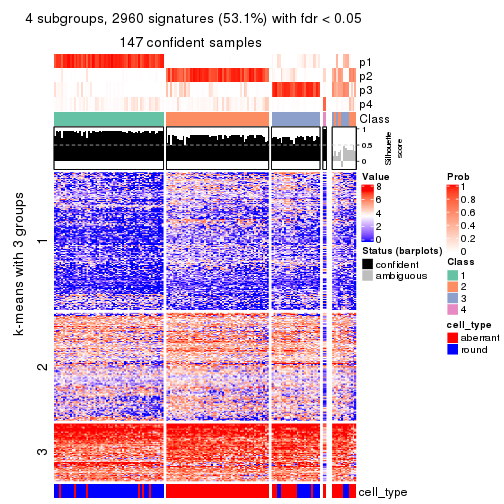 4 subgroups, 2960 signatures (53.1%) with fdr < 0.05
147 confident samples
p1
p2
p3
p4
Class
1
0.5
0
Silhouette
score
k-means with 3 groups
1
2
3
cell_type
Value
8
6
4
2
0
Status (barplots)
confident
ambiguous
Prob
1
0.8
0.6
0.4
0.2
0
Class
1
2
3
4
cell_type
aberrant
round